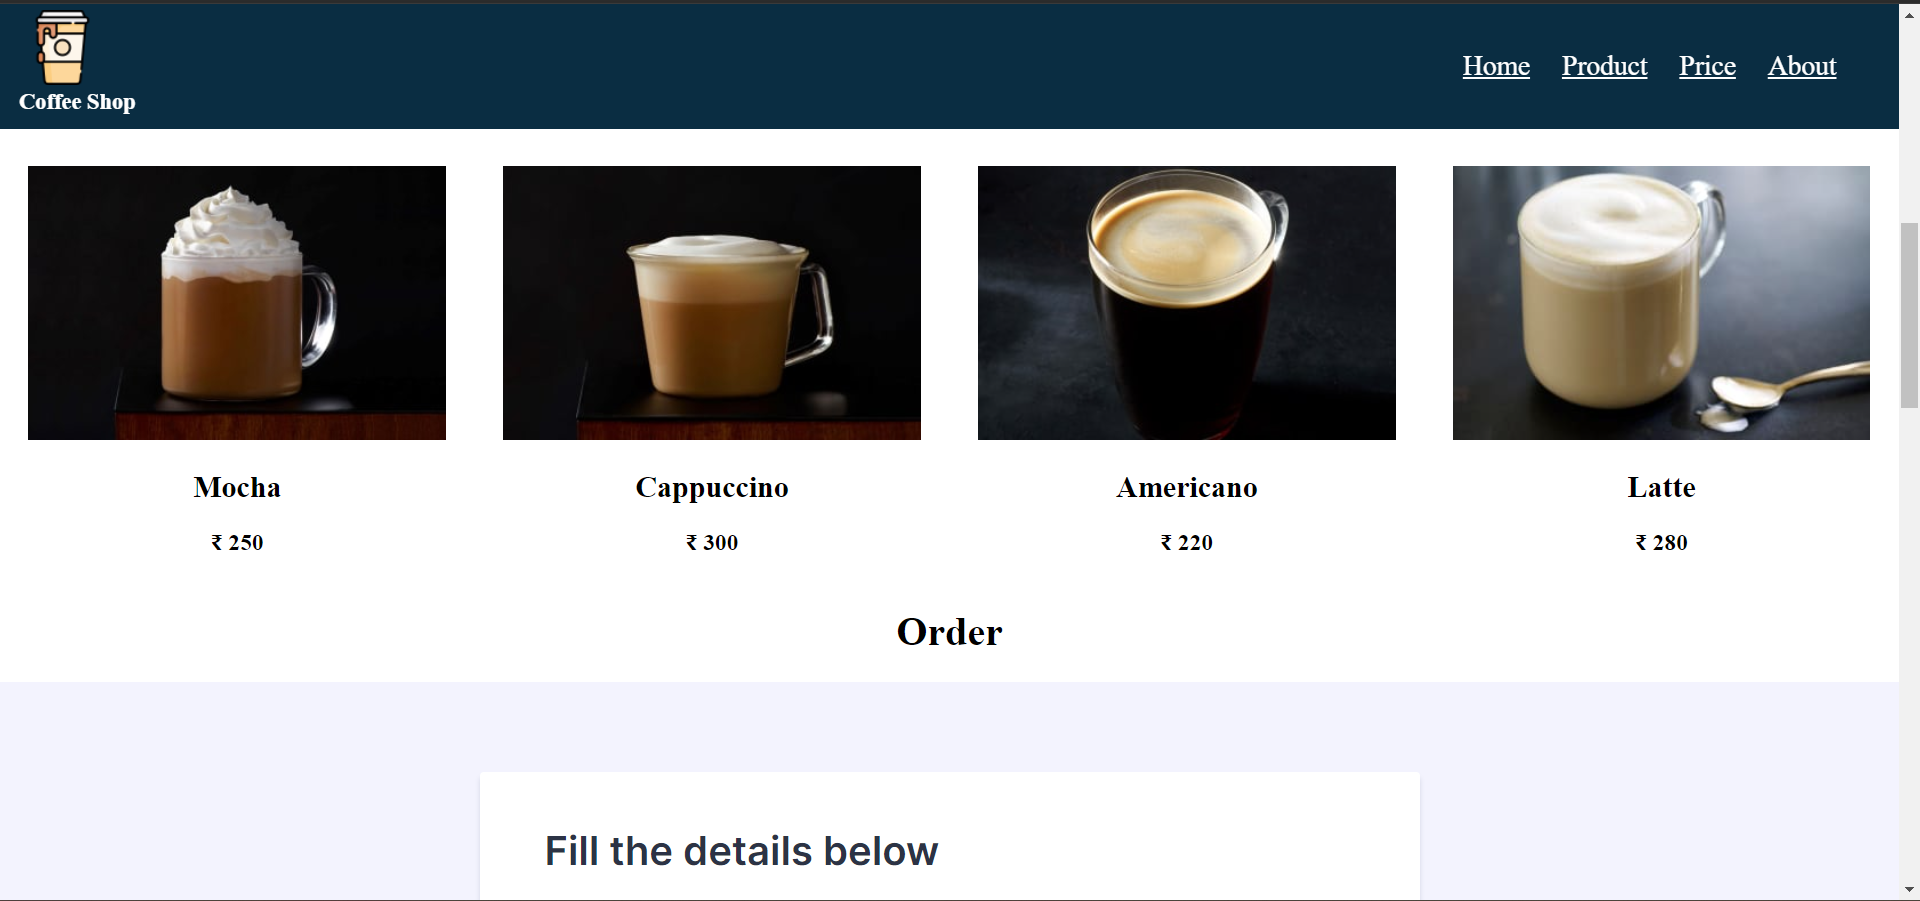 Coffee Shop
Home Product Price About
Mocha Cappuccino Americano Latte
₹ 250 ₹ 300 ₹ 220 ₹ 280
Order
Fill the details below